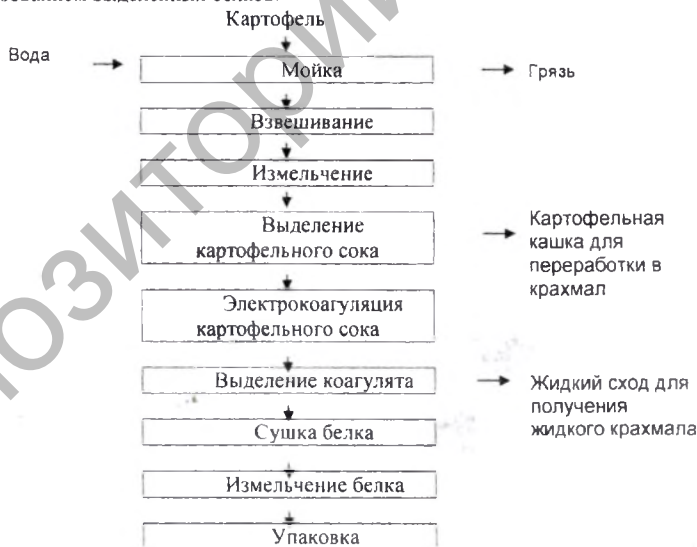 Картофель
Вода
Мойка
Грязь
Взвешивание
Измельчение
Выделение
картофельного сока
Картофельная
кашка для
переработки в
крахмал
Электрокоагуляция
картофельного сока
Выделение коагулята
Жидкий сход для
получения
жидкого крахмала
Сушка белка
Измельчение белка
Упаковка